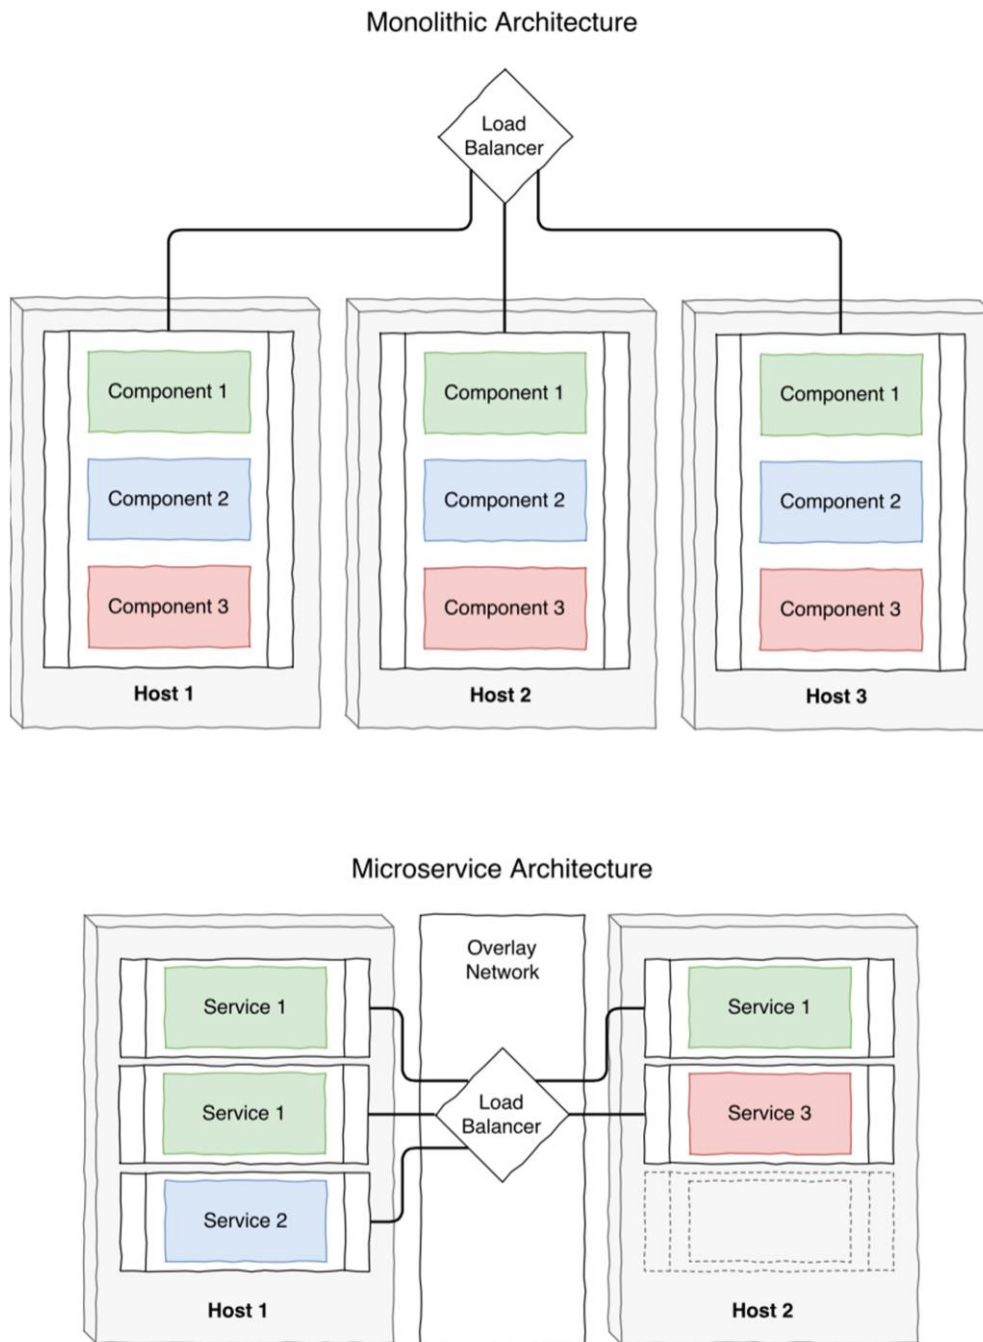 Monolithic Architecture
Load
Balancer
Component 1
Component 1
Component 1
Component 2
Component 2
Component 2
Component 3
Component 3
Component 3
Host 1
Host 2
Host 3
Microservice Architecture
Overlay
Network
Service 1
Service 1
Load
Balancer
Service 1
Service 3
Service 2
Host 1
Host 2